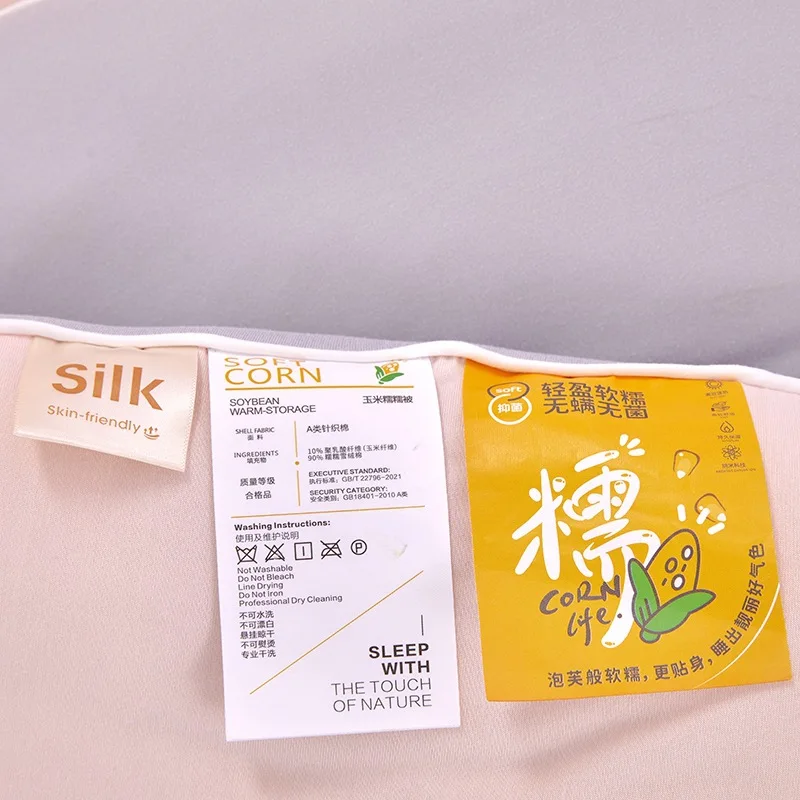 Silk
Skin-friendly
SOFT
CORN
SOYBEAN
WARM-STORAGE
玉米糯糯被
SHELL FABRIC
面 料
A类针织棉
INGREDIENTS
填充物
10% 聚乳酸纤维 (玉米纤维)
90% 糯糯雪绒棉
质量等级
合格品
EXECUTIVE STANDARD:
执行标准: GB/T 22796-2021
SECURITY CATEGORY:
安全类别: GB18401-2010 A类
Washing Instructions:
使用及维护说明
P
Not Washable
Do Not Bleach
Line Drying
Do Not Iron
Professional Dry Cleaning
不可水洗
不可漂白
悬挂晾干
不可熨烫
专业干洗
SLEEP
WITH
THE TOUCH
OF NATURE
soft
抑菌
轻盈软糯
无螨无菌
糯
CORN
life.
泡芙般软糯,更贴身,睡出靓丽好气色